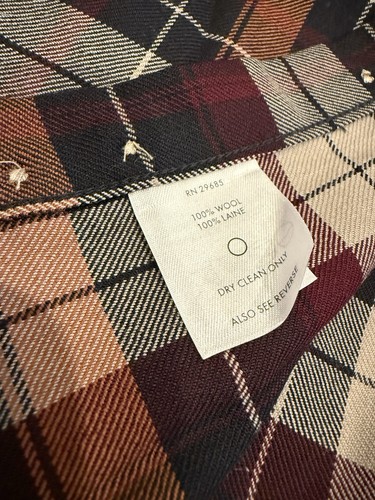 RN 29685
100% WOOL
100% LAINE
DRY CLEAN ONLY
ALSO SEE REVERSE